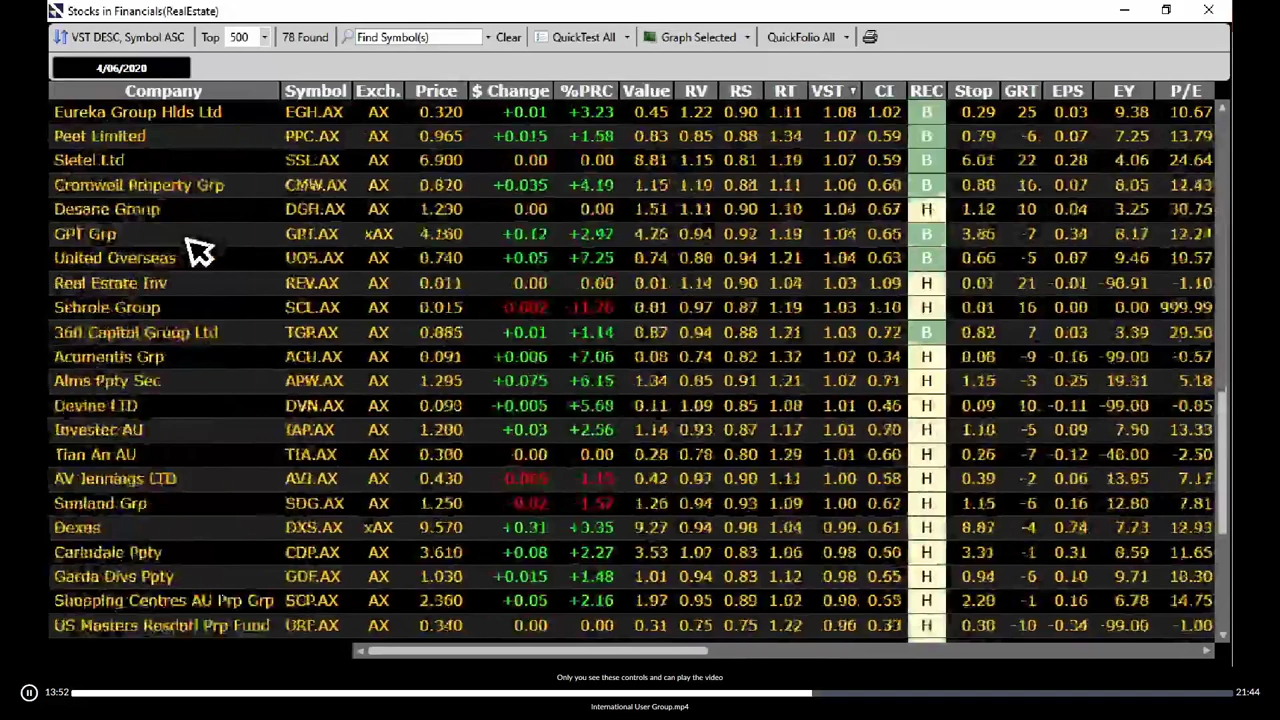 Stocks in Financials(RealEstate)
VST DESC, Symbol ASC Top 500 78 Found Find Symbol(s) Clear QuickTest All Graph Selected QuickFolio All
4/06/2020
Company Symbol Exch. Price $ Change %PRC Value RV RS RT VST CI REC Stop GRT EPS EY P/E
Eureka Group Hlds Ltd EGH.AX AX 0.320 +0.01 +3.23 0.45 1.22 0.90 1.11 1.08 1.02 B 0.29 25 0.03 9.38 10.67
Peet Limited PPC.AX AX 0.965 +0.015 +1.58 0.83 0.85 0.88 1.34 1.07 0.59 B 0.79 -6. 0.07 7.25 13.79
SSL.AX AX 6.900 0.00 0.00 8.81 1.15 0.81 1.19 1.07 0.59 B 6.01 22 0.28 4.06 24.64
Cromwell Property Grp CMW.AX AX 0.820 +0.035 +4.19 1.15 1.19 0.88 1.11 1.06 0.60 B 16. 0.07 8.05 12.43
Desane Group DGH.AX AX 1.230 0.00 0.00 1.51 1.11 0.90 1.10 1.04 0.67 H 1.12 10 0.04 3.25 30.75
GPT Grp xAX 4.160 +0.12 +2.97 0.94 0.92 1.04 0.65 B -7 0.34 8.17
United Overseas UOS.AX AX 0.740 +0.05 +7.25 0.74 0.94 1.04 0.63 B 0.66 -5 0.07 9.46 10.57
Real Estate Inv REV.AX AX 0.011 0.00 0.00 0.01 1.14 0.90 1.04 1.03 1.09 H 0.01 21 -0.01 -90.91 -1.10
Schrole Group SCL.AX AX 0.015 -0.002 -11.76 0.01 0.97 0.87 1.19 1.03 1.10 H 0.01 16 0.00 0.00 999.99
360 Capital Group Ltd TGP.AX AX 0.885 +0.01 +1.14 0.87 0.94 0.88 1.21 1.03 0.72 B 0.82 7 0.03 3.39 29.50
Acumentis Grp ACU.AX AX 0.091 +0.006 +7.06 0.08 0.74 0.82 1.32 1.02 0.34 H 0.08 -9 -0.16 -99.00 -0.57
Aims Ppty Sec APW.AX AX 1.295 +0.075 +6.15 0.85 0.91 1.21 1.02 0.71 H 1.15 -3 0.25 19.31 5.18
Devine LTD DVN.AX AX +0.005 +5.68 0.11 1.09 0.85 1.08 1.01 0.46 H 0.09 10. -0.11 -99.00 -0.85
Investec AU IAP.AX AX 1.200 +0.03 +2.56 1.14 0.93 0.87 1.17 1.01 0.70 H 1.10 -5 0.09 7.50 13.33
Tian An AU TIA.AX AX 0.300 0.00 0.00 0.28 0.78 0.80 1.29 1.01 0.60 H 0.26 -7 -0.12 -2.50
AV Jennings LTD AVJ.AX AX 0.430 -0.005 -1.15 0.42 0.97 0.90 1.11 1.00 0.58 H 0.39 -2 0.06 13.95 7.17
Sunland Grp SDG.AX AX 1.250 -0.02 -1.57 1.26 0.94 0.93 1.09 1.00 0.62 H 1.15 -6 0.16 12.80 7.81
Dexus DXS.AX xAX 9.570 +0.31 +3.35 9.27 0.94 0.98 1.04 0.99. 0.61 H 8.87 -4 0.74 7.73 12.93
Carindale Ppty CDP.AX AX 3.610 +0.08 +2.27 3.53 1.07 0.83 1.06 0.98 0.50 H 3.31 -1 0.31 8.59 11.65
Garda Divs Ppty GDF.AX AX 1.030 +0.015 +1.48 1.01 0.94 0.83 1.12 0.98 H 0.94 -6 0.10 9.71
Shopping Centres AU Prp Grp SCP.AX AX 2.360 +0.05 +2.16 1.97 0.95 0.89 1.02 0.98. H 2.20 -1 0.16 6.78 14.75
US Masters Prp Fund URF.AX AX 0.340 0.00 0.00 0.31 0.75 0.75 1.22 0.96 0.33 H -10 -0.34 -99.00 -1.00
Only you see these controls and can play the video
13:52 21:44
International User Group.mp4